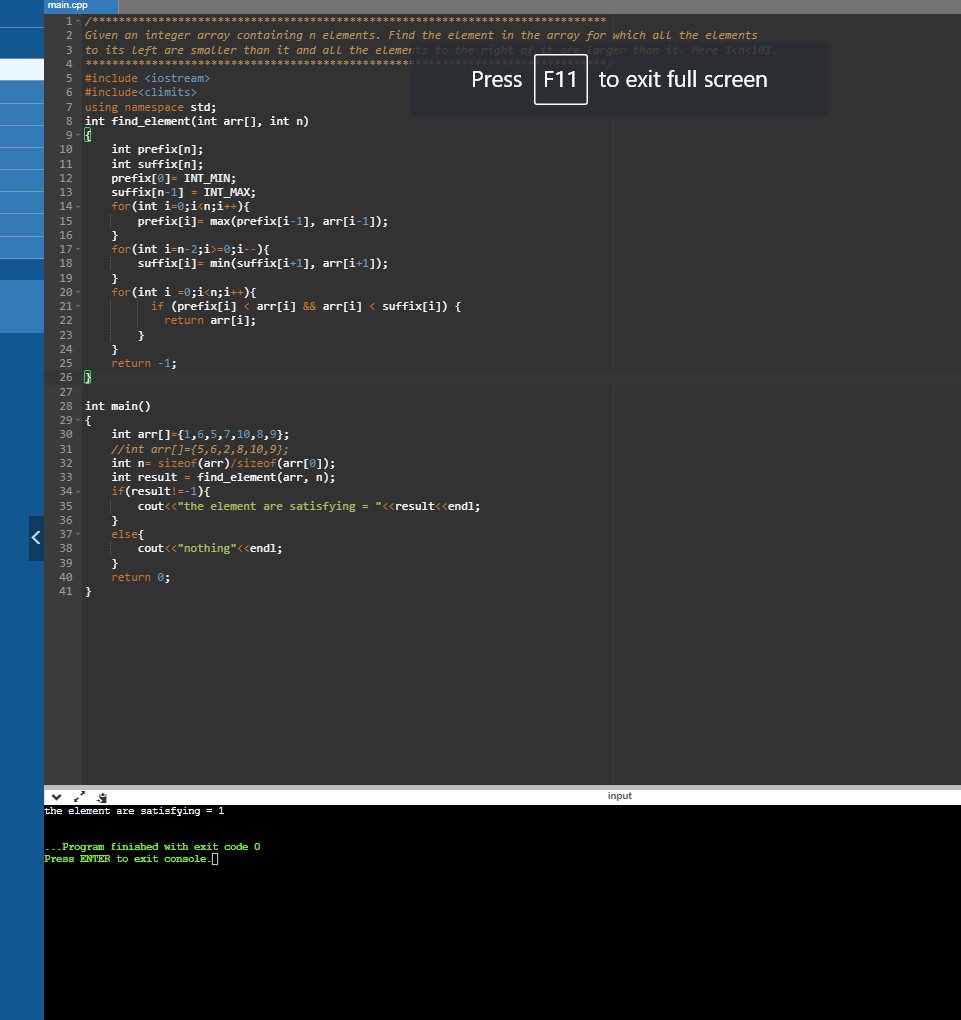 main.cpp
1 /******************************************************************************
2 Given an integer array containing n elements. Find the element in the array for which all the elements
3 to its left are smaller than it and all the elements to the right of it are larger than it. Here 1<n<101.
4 *******************************************************************************/
5 #include <iostream>
6 #include<climits>
7 using namespace std;
8 int find_element(int arr[], int n)
9 {
10 int prefix[n];
11 int suffix[n];
12 prefix[0]= INT_MIN;
13 suffix[n-1] = INT_MAX;
14 for(int i=0;i<n;i++){
15 prefix[i]= max(prefix[i-1], arr[i-1]);
16 }
17 for(int i=n-2;i>=0;i--){
18 suffix[i]= min(suffix[i+1], arr[i+1]);
19 }
20 for(int i =0;i<n;i++){
21 if (prefix[i] < arr[i] && arr[i] < suffix[i]) {
22 return arr[i];
23 }
24 }
25 return -1;
26 }
27
28 int main()
29 {
30 int arr[]={1,6,5,7,10,8,9};
31 //int arr[]={5,6,2,8,10,9};
32 int n= sizeof(arr)/sizeof(arr[0]);
33 int result = find_element(arr, n);
34 if(result!=-1){
35 cout<<"the element are satisfying = "<<result<<endl;
36 }
37 else{
38 cout<<"nothing"<<endl;
39 }
40 return 0;
41 }
Press F11 to exit full screen
input
the element are satisfying = 1
...Program finished with exit code 0
Press ENTER to exit console.